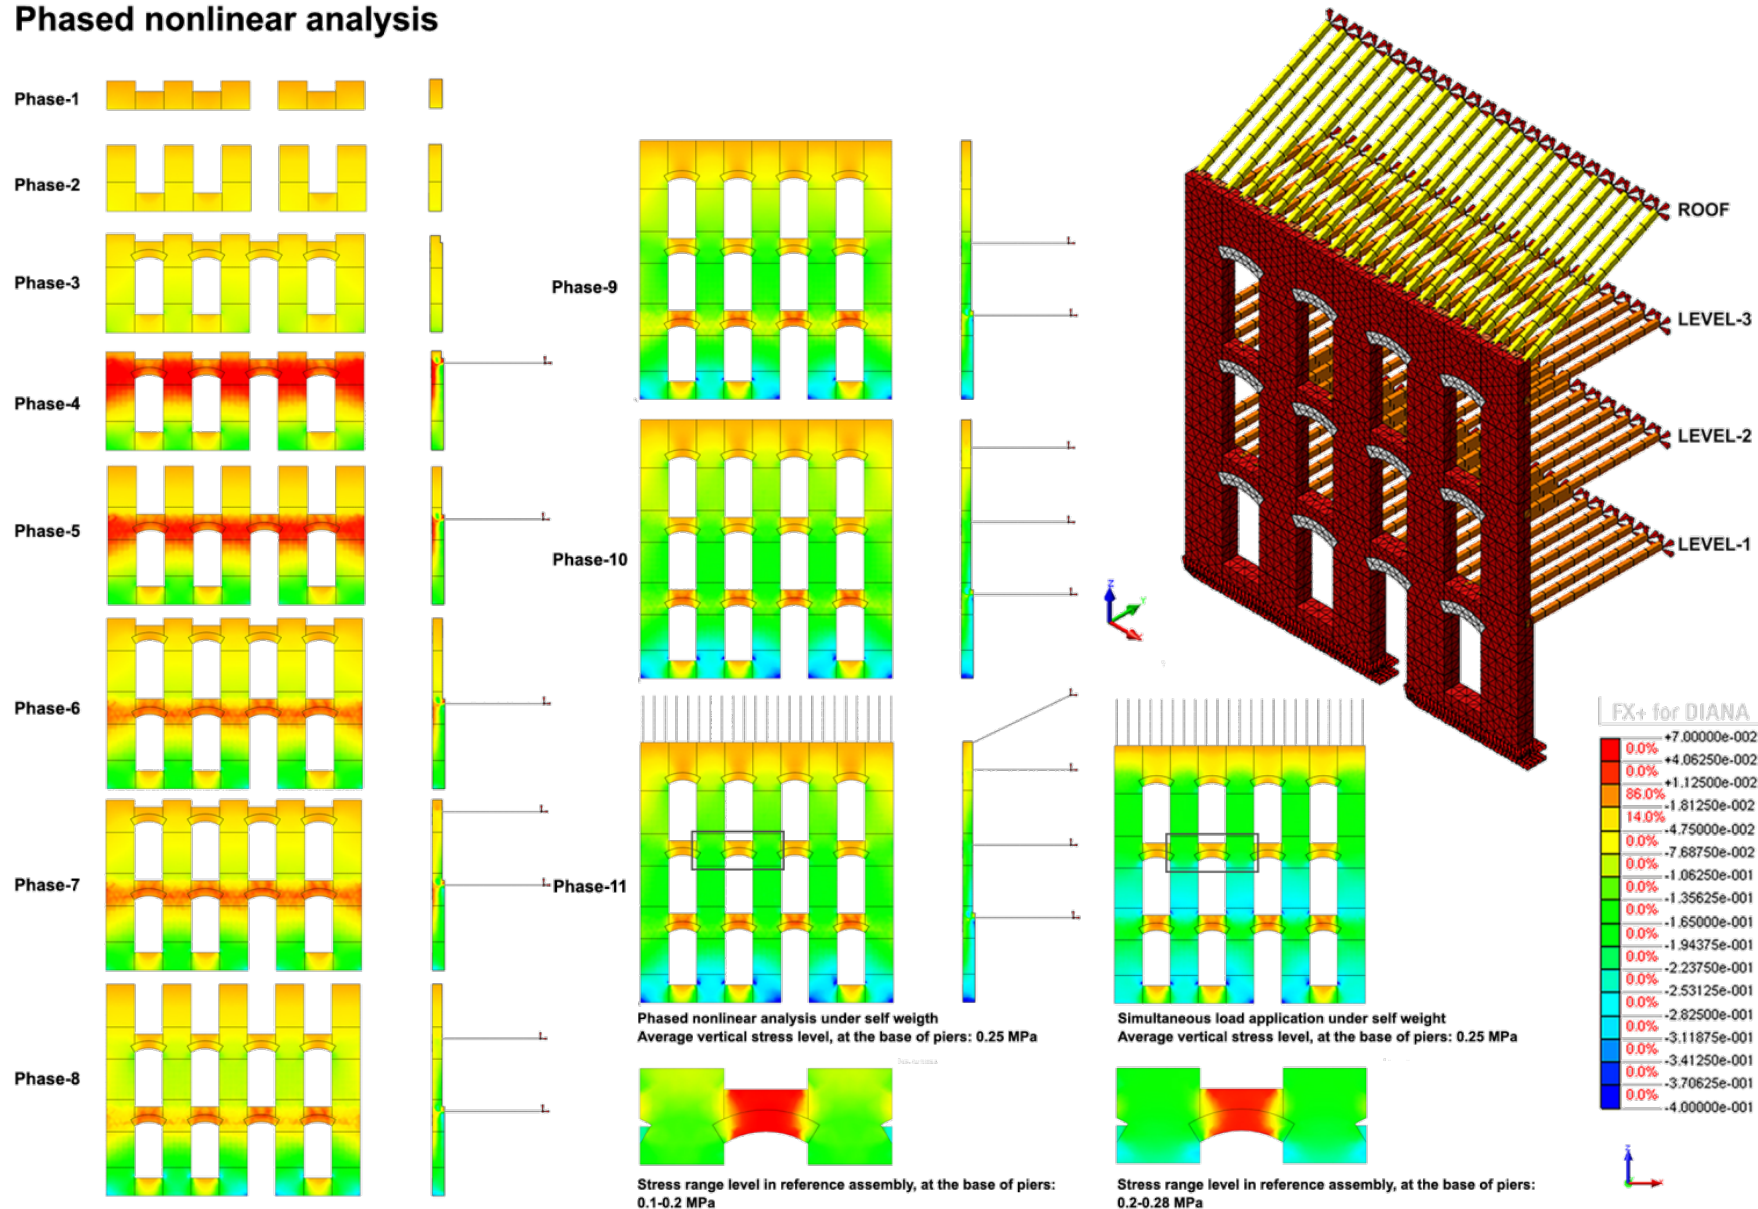 Phased nonlinear analysis
Phase-1
Phase-2
Phase-3
Phase-4
Phase-5
Phase-6
Phase-7
Phase-8
Phase-9
Phase-10
Phase-11
Phased nonlinear analysis under self weigth
Average vertical stress level, at the base of piers: 0.25 MPa
Stress range level in reference assembly, at the base of piers:
0.1-0.2 MPa
Simultaneous load application under self weight
Average vertical stress level, at the base of piers: 0.25 MPa
Stress range level in reference assembly, at the base of piers:
0.2-0.28 MPa
ROOF
LEVEL-3
LEVEL-2
LEVEL-1
FX+ for DIANA
+7.00000e-002
0.0%
+4.06250e-002
0.0%
+1.12500e-002
86.0%
-1.81250e-002
14.0%
-4.75000e-002
0.0%
-7.68750e-002
0.0%
-1.06250e-001
0.0%
-1.35625e-001
0.0%
-1.65000e-001
0.0%
-1.94375e-001
0.0%
-2.23750e-001
0.0%
-2.53125e-001
0.0%
-2.82500e-001
0.0%
-3.11875e-001
0.0%
-3.41250e-001
0.0%
-3.70625e-001
0.0%
-4.00000e-001